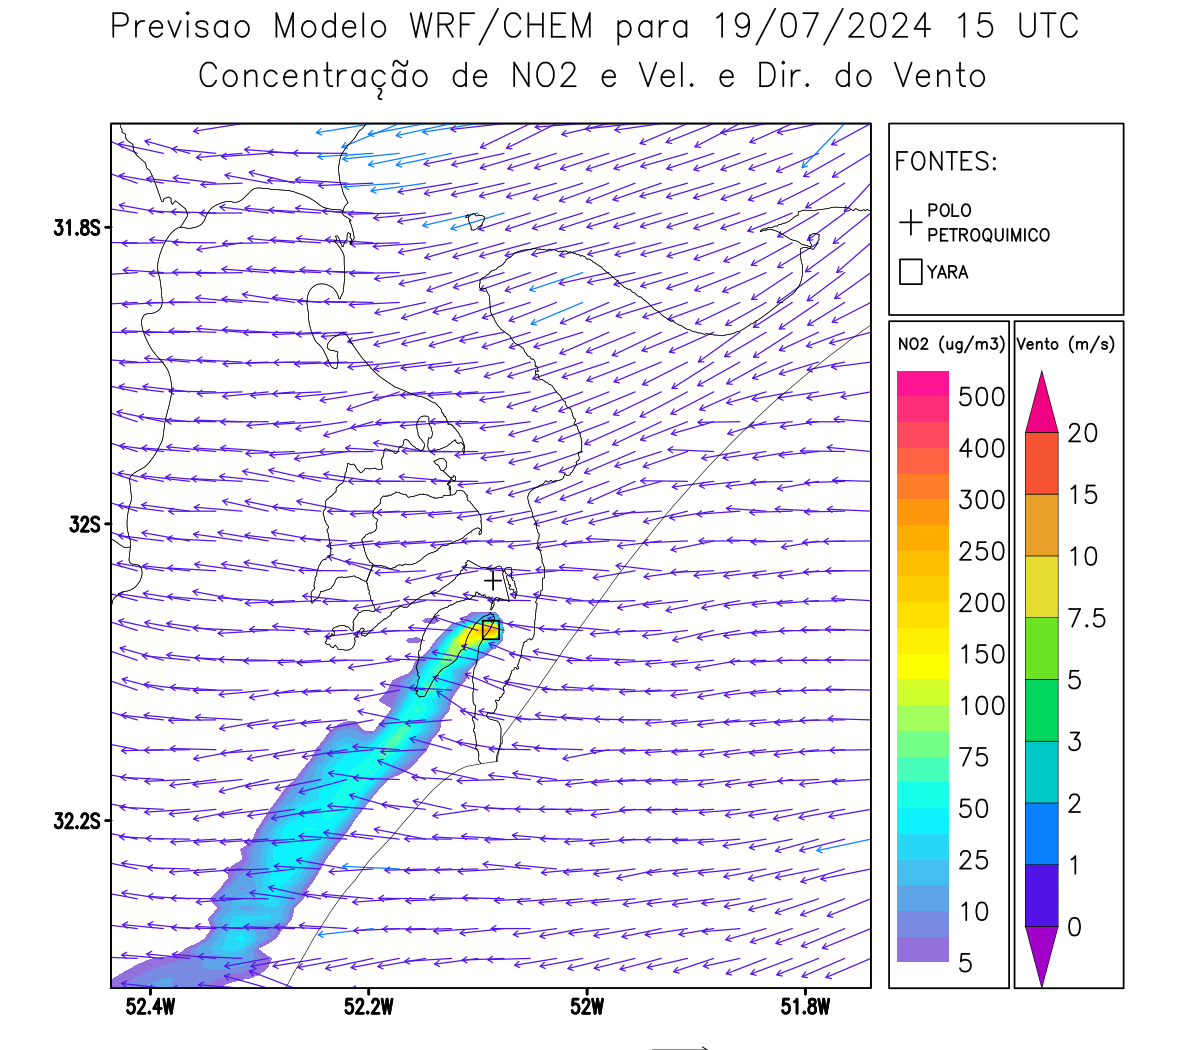 Previsao Modelo WRF/CHEM para 19/07/2024 15 UTC
Concentração de NO2 e Vel. e Dir. do Vento
FONTES:
POLO
PETROQUIMICO
YARA
NO2 (ug/m3)
500
400
300
250
200
150
100
75
50
25
10
5
Vento (m/s)
20
15
10
7.5
5
3
2
1
0
31.8S
32S
32.2S
52.4W
52.2W
52W
51.8W